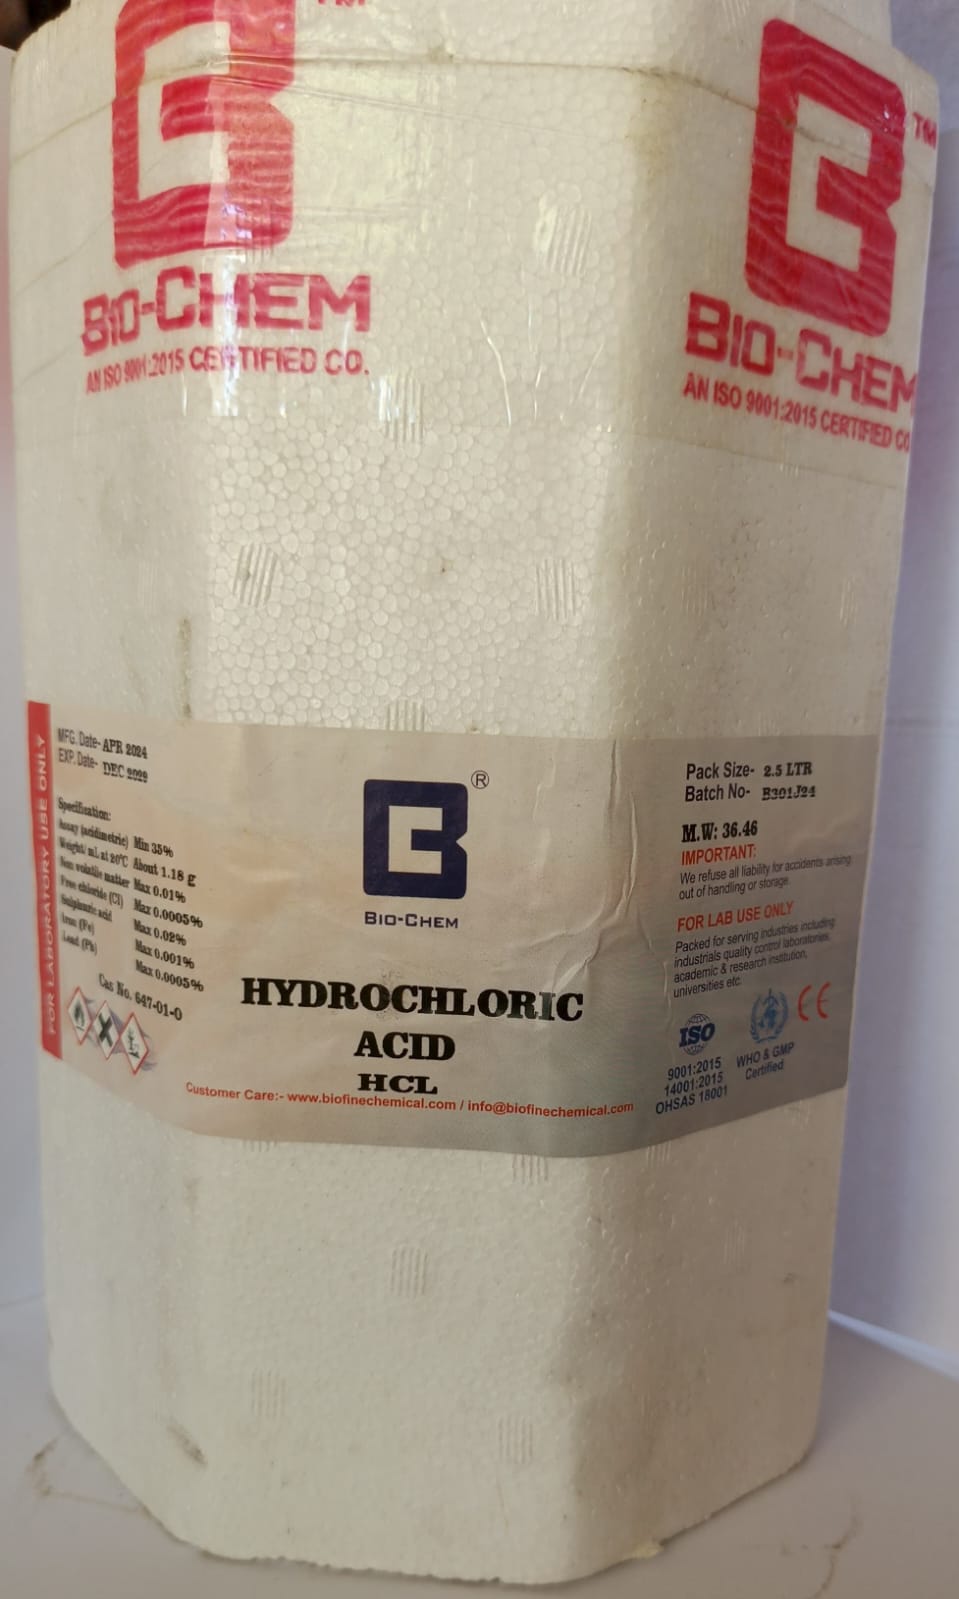 TM
BIO-CHEM
AN ISO 9001:2015 CERTIFIED CO.
TM
BIO-CHEM
AN ISO 9001:2015 CERTIFIED CO
FOR LABORATORY USE ONLY
MFG. Date- APR 2024
EXP. Date- DEC 2029
Specification:
Assay (acidimetric) Min 35%
Weight/ mL at 20°C About 1.18 g
Non volatile matter Max 0.01%
Free chloride (Cl) Max 0.0005%
Sulphuric acid Max 0.02%
Iron (Fe) Max 0.001%
Lead (Pb) Max 0.0005%
Cas No. 647-01-0
®
BIO-CHEM
HYDROCHLORIC
ACID
HCL
Customer Care:- www.biofinechemical.com / info@biofinechemical.com
Pack Size- 2.5 LTR
Batch No- B301J24
M.W: 36.46
IMPORTANT:
We refuse all liability for accidents arising
out of handling or storage.
FOR LAB USE ONLY
Packed for serving industries including
industrials quality control laboratories,
academic & research institution,
universities etc.
ISO
9001:2015
14001:2015
OHSAS 18001
WHO & GMP
Certified
CE